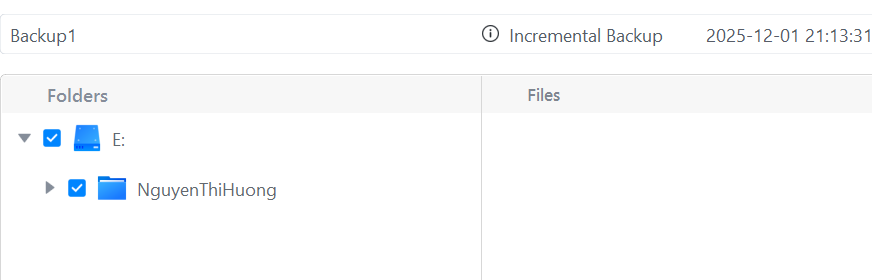 Backup1 Incremental Backup 2025-12-01 21:13:31
Folders Files
E:
NguyenThiHuong